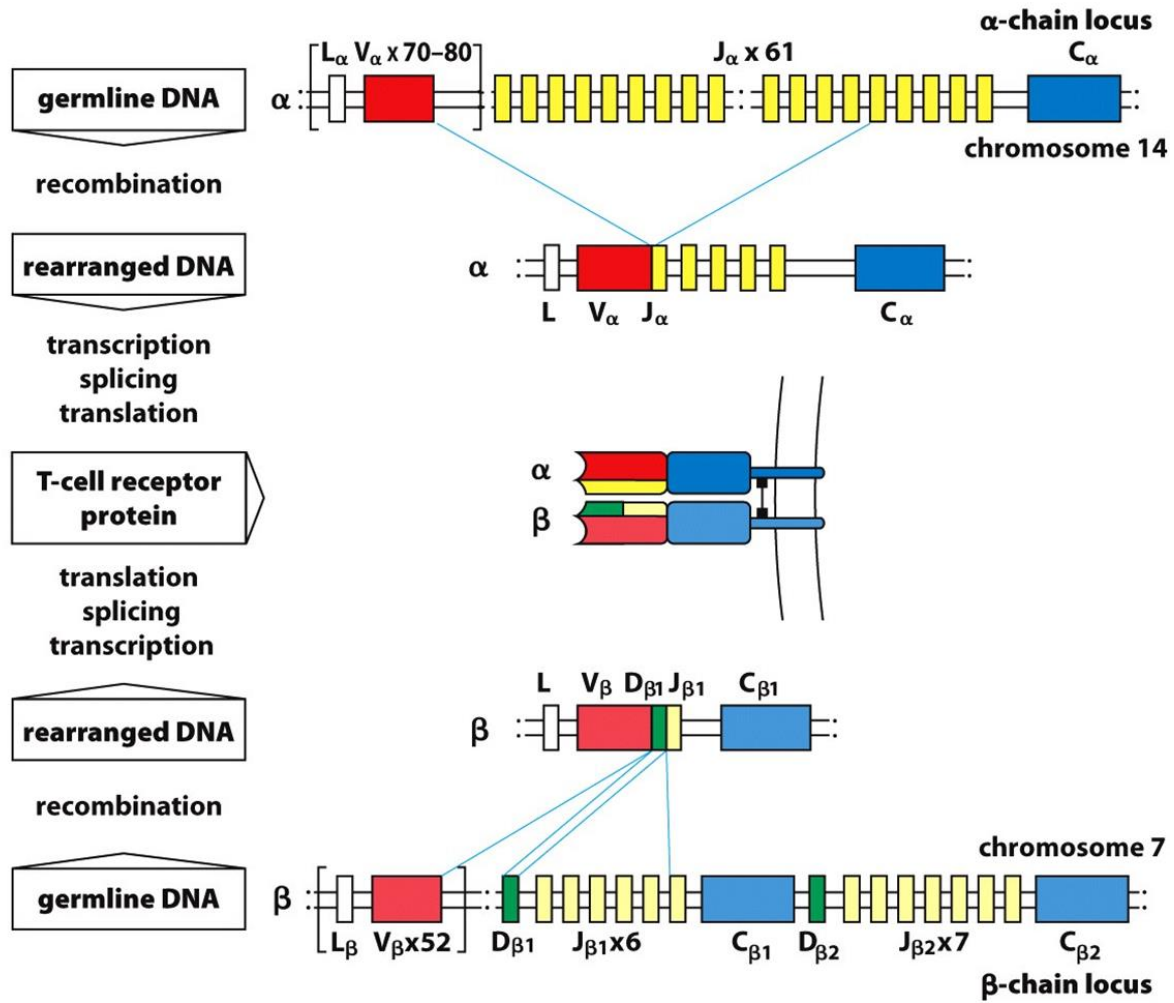 α-chain locus
Lα Vα x 70–80
Jα x 61
Cα
germline DNA
α
chromosome 14
recombination
rearranged DNA
α
L
Vα
Jα
Cα
transcription
splicing
translation
T-cell receptor
protein
α
β
translation
splicing
transcription
L
Vβ
Dβ1
Jβ1
Cβ1
rearranged DNA
β
recombination
chromosome 7
germline DNA
β
Lβ
Vβx52
Dβ1
Jβ1x6
Cβ1
Dβ2
Jβ2x7
Cβ2
β-chain locus